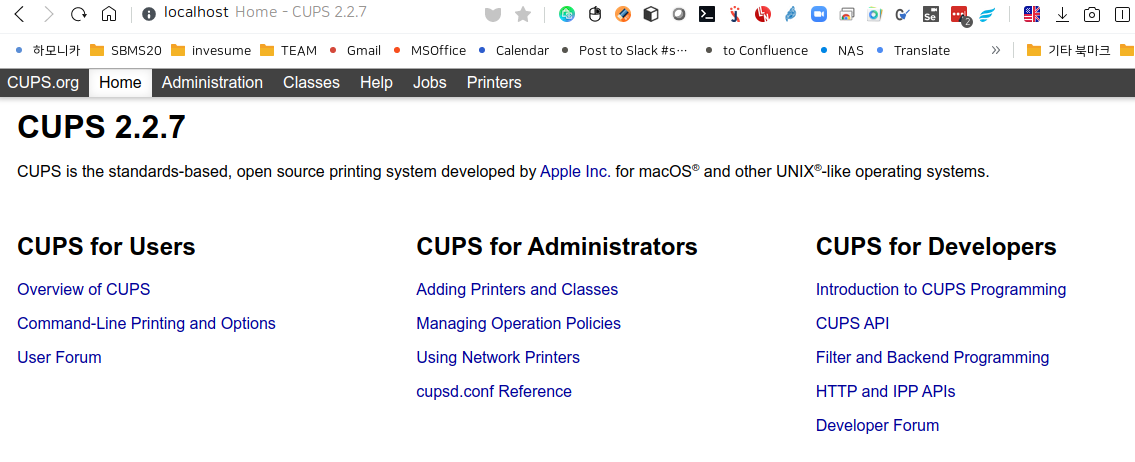 localhost Home - CUPS 2.2.7
Se 2
하모니카 SBMS20 invesume TEAM Gmail MSOffice Calendar Post to Slack #s… to Confluence NAS Translate » 기타 북마크
CUPS.org Home Administration Classes Help Jobs Printers
CUPS 2.2.7
CUPS is the standards-based, open source printing system developed by Apple Inc. for macOS® and other UNIX®-like operating systems.
CUPS for Users CUPS for Administrators CUPS for Developers
Overview of CUPS Adding Printers and Classes Introduction to CUPS Programming
Command-Line Printing and Options Managing Operation Policies CUPS API
User Forum Using Network Printers Filter and Backend Programming
cupsd.conf Reference HTTP and IPP APIs
Developer Forum